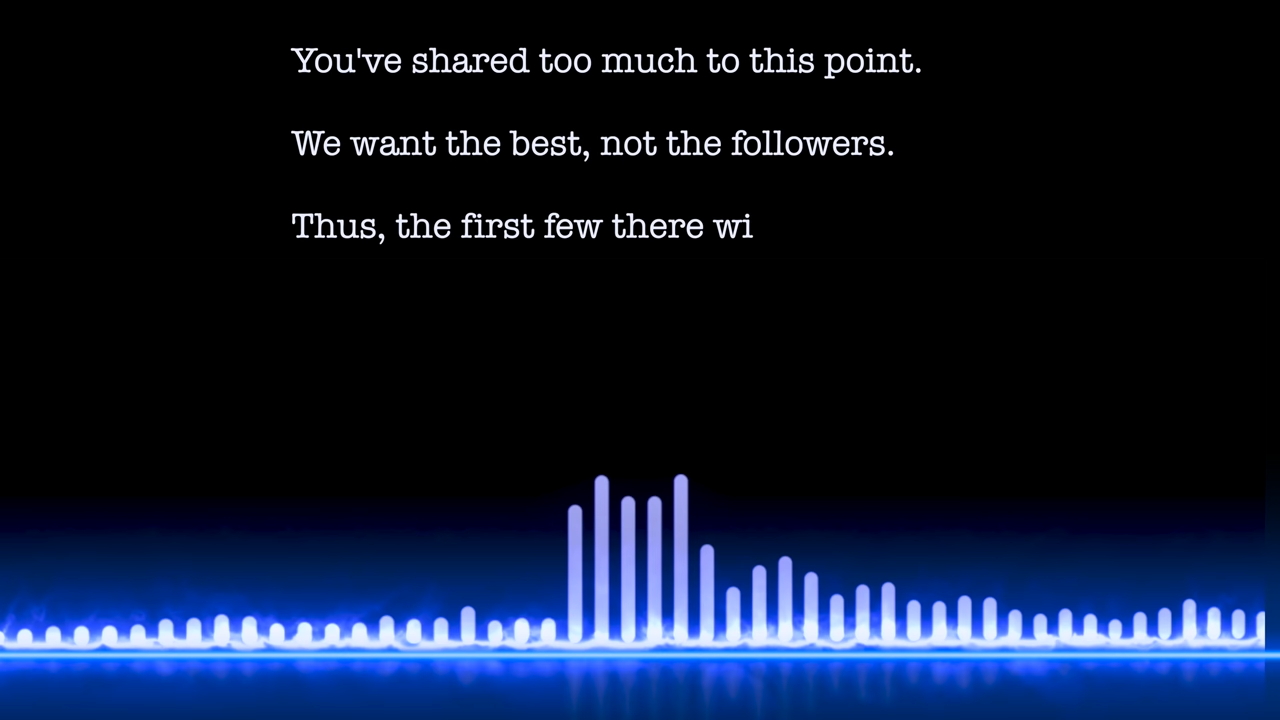 You've shared too much to this point.
We want the best, not the followers.
Thus, the first few there wi